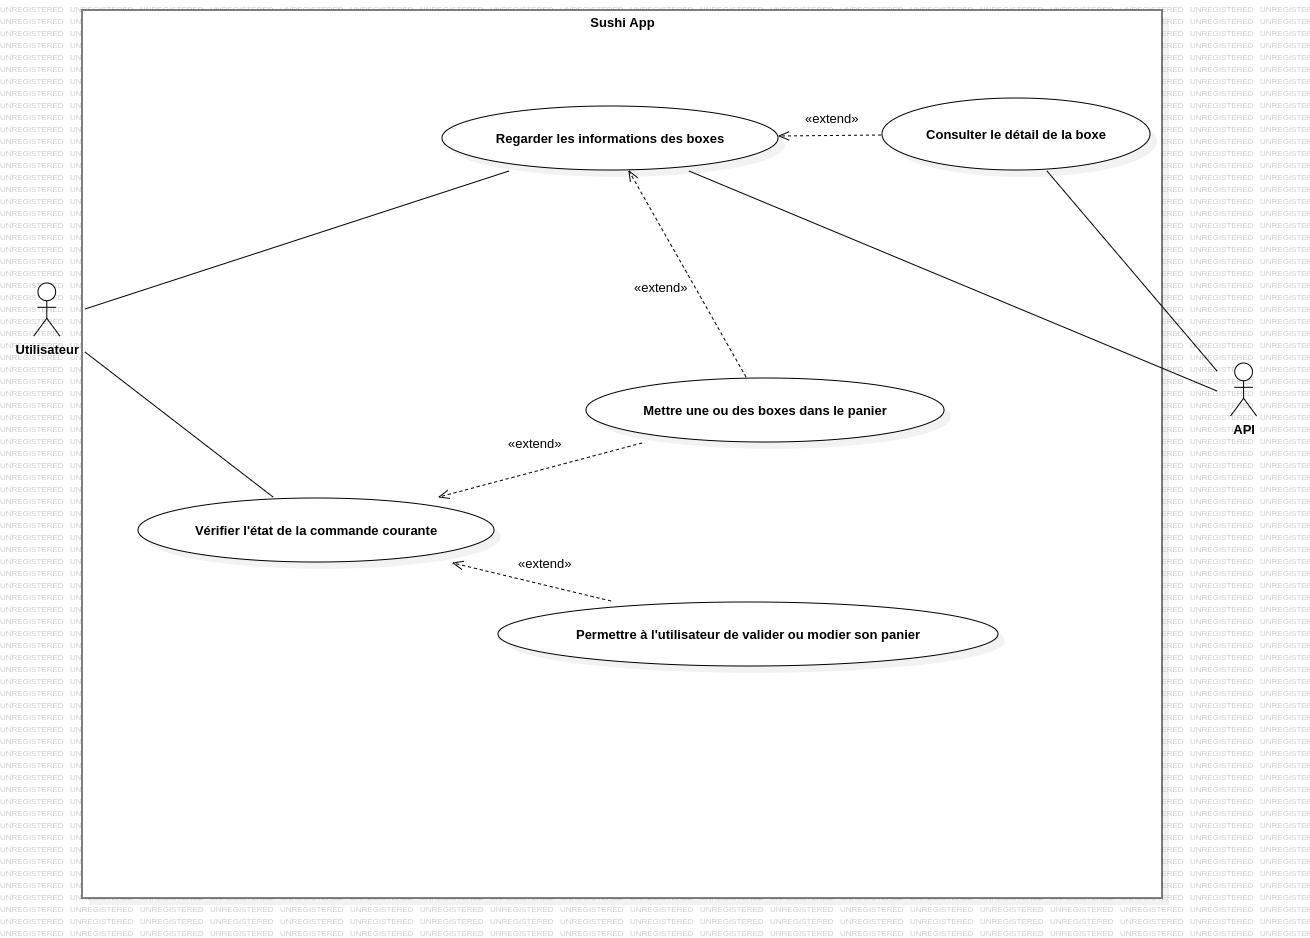 Sushi App
«extend»
Regarder les informations des boxes
Consulter le détail de la boxe
«extend»
Utilisateur
Mettre une ou des boxes dans le panier
API
«extend»
Vérifier l'état de la commande courante
«extend»
Permettre à l'utilisateur de valider ou modier son panier
UNREGISTERED